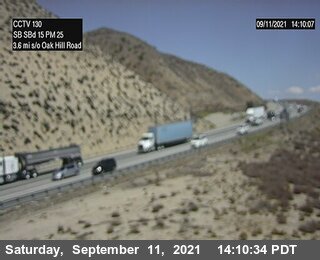 CCTV 130
SB SBd 15 PM 25
3.6 mi s/o Oak Hill Road
09/11/2021 14:10:07
Saturday, September 11, 2021 14:10:34 PDT